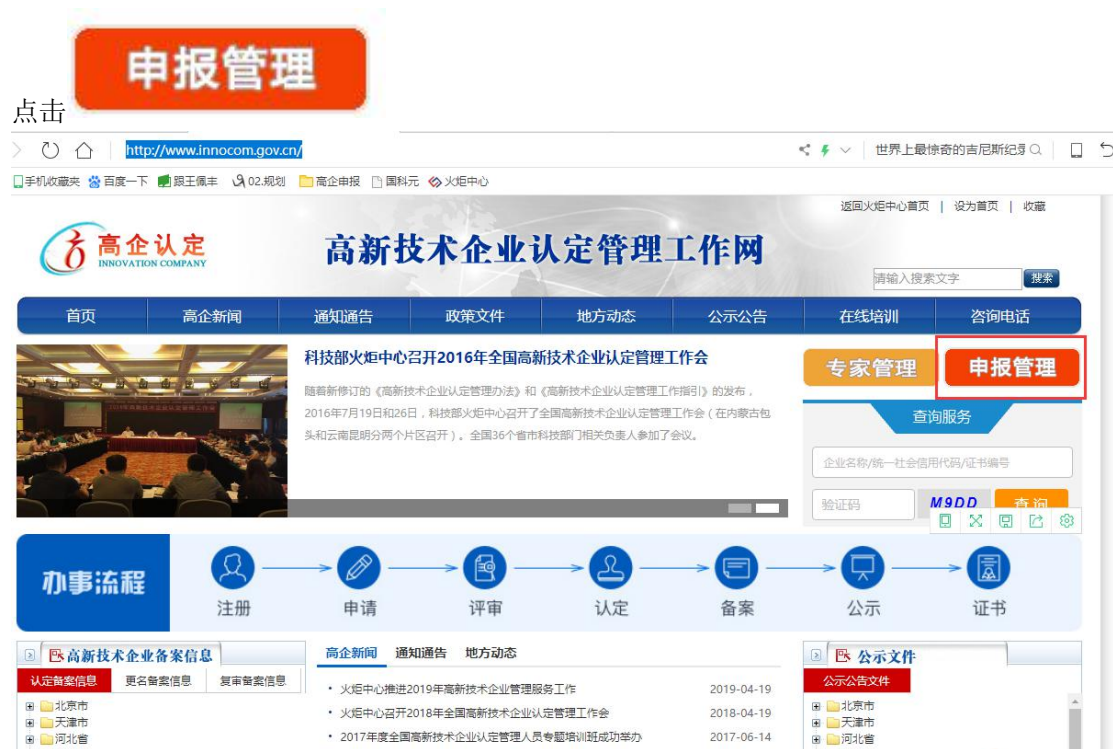 申报管理
点击
http://www.innocom.gov.cn/
世界上最惊奇的吉尼斯纪录
手机收藏夹 百度一下 跟王佩丰 02.规划 高企申报 国科元 火炬中心
返回火炬中心首页 | 设为首页 | 收藏
高企认定
INNOVATION COMPANY
高新技术企业认定管理工作网
请输入搜素文字 搜索
首页 高企新闻 通知通告 政策文件 地方动态 公示公告 在线培训 咨询电话
科技部火炬中心召开2016年全国高新技术企业认定管理工作会
随着新修订的《高新技术企业认定管理办法》和《高新技术企业认定管理工作指引》的发布，
2016年7月19日和26日，科技部火炬中心召开了全国高新技术企业认定管理工作会（在内蒙古包
头和云南昆明分两个片区召开）。全国36个省市科技部门相关负责人参加了会议。
专家管理 申报管理
查询服务
企业名称/统一社会信用代码/证书编号
验证码 M9DD 查询
办事流程
注册 申请 评审 认定 备案 公示 证书
高新技术企业备案信息
认定备案信息 更名备案信息 复审备案信息
北京市
天津市
河北省
高企新闻 通知通告 地方动态
• 火炬中心推进2019年高新技术企业管理服务工作 2019-04-19
• 火炬中心召开2018年全国高新技术企业认定管理工作会 2018-04-19
• 2017年度全国高新技术企业认定管理人员专题培训班成功举办 2017-06-14
公示文件
公示公告文件
北京市
天津市
河北省